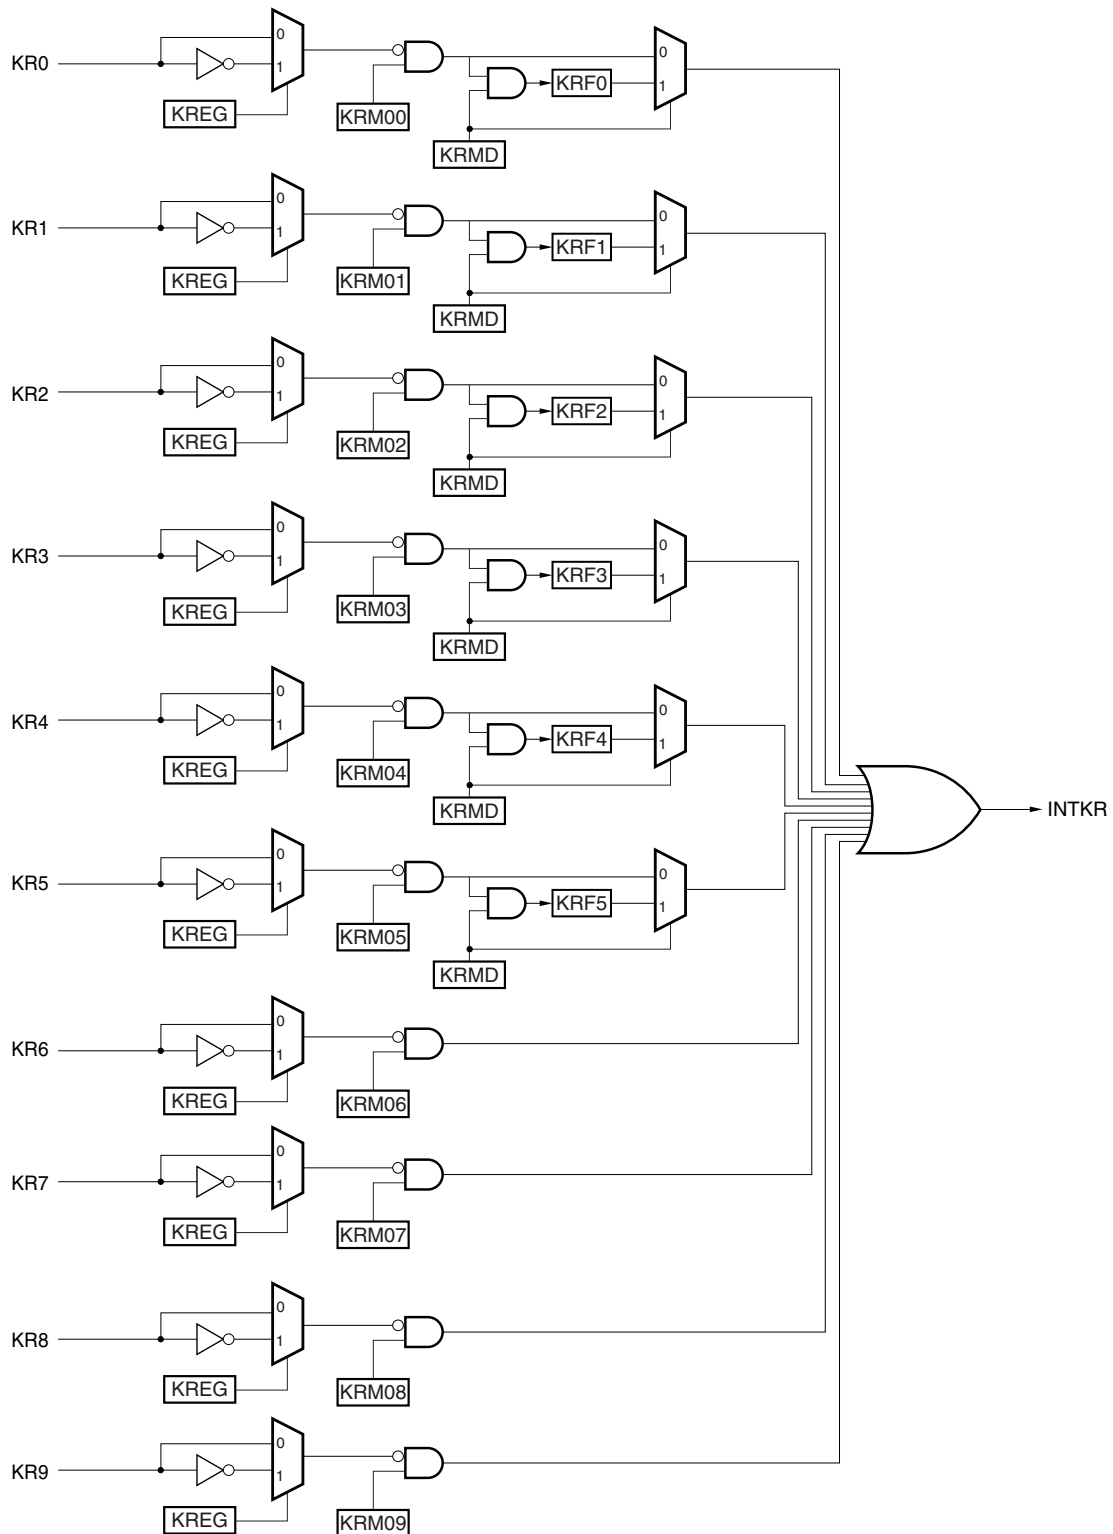 0
KR0
1
0
KRF0
1
KREG
KRM00
KRMD
0
KR1
1
0
KRF1
1
KREG
KRM01
KRMD
0
KR2
1
0
KRF2
1
KREG
KRM02
KRMD
0
KR3
1
0
KRF3
1
KREG
KRM03
KRMD
0
KR4
1
0
KRF4
1
KREG
KRM04
KRMD
INTKR
0
KR5
1
0
KRF5
1
KREG
KRM05
KRMD
0
KR6
1
KREG
KRM06
0
KR7
1
KREG
KRM07
0
KR8
1
KREG
KRM08
0
KR9
1
KREG
KRM09